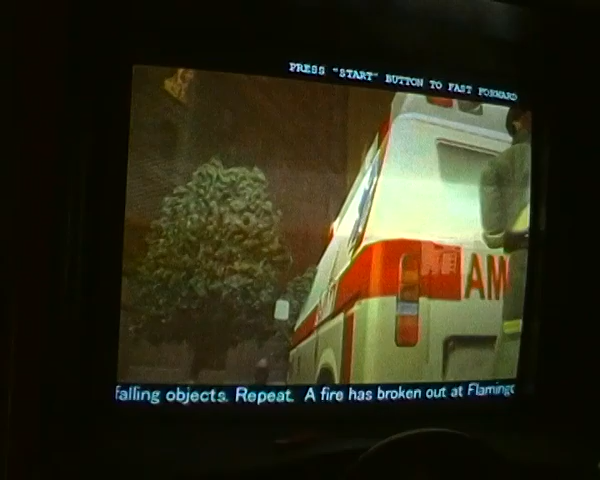 PRESS "START" BUTTON TO FAST FORWARD
AM
falling objects. Repeat. A fire has broken out at Flamingo